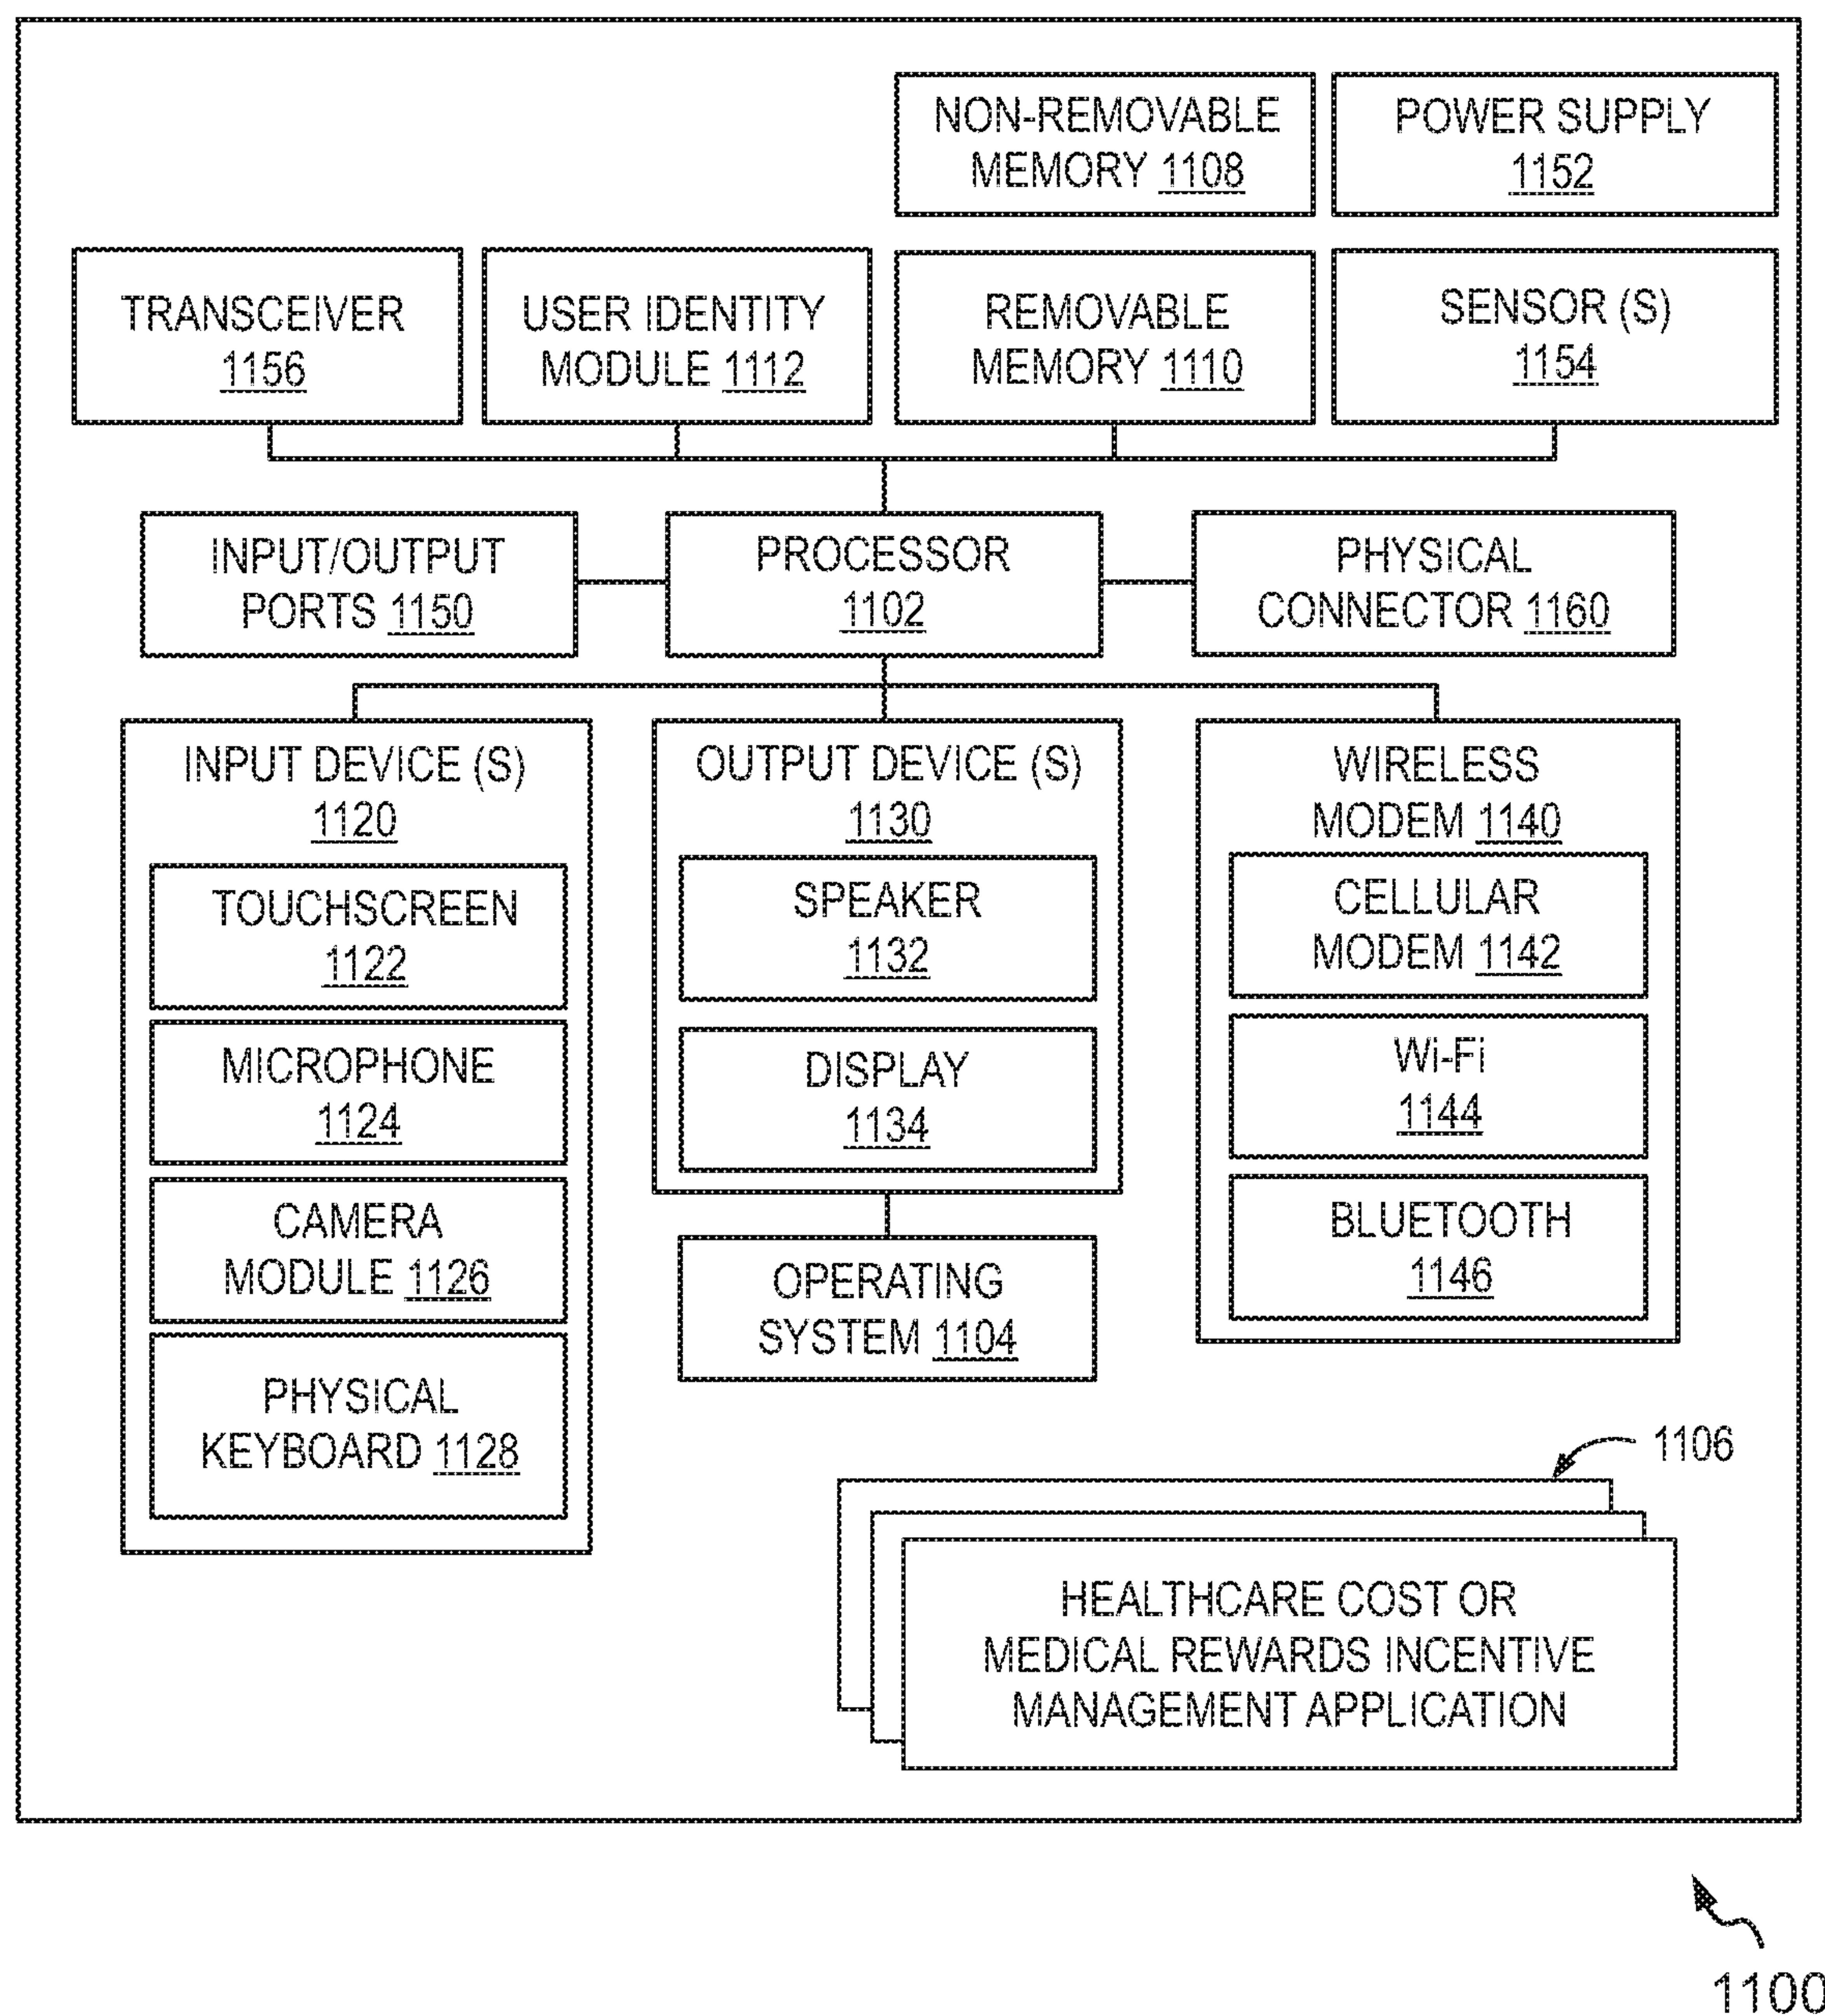 NON-REMOVABLE
MEMORY 1108
POWER SUPPLY
1152
TRANSCEIVER
1156
USER IDENTITY
MODULE 1112
REMOVABLE
MEMORY 1110
SENSOR (S)
1154
INPUT/OUTPUT
PORTS 1150
PROCESSOR
1102
PHYSICAL
CONNECTOR 1160
INPUT DEVICE (S)
1120
TOUCHSCREEN
1122
MICROPHONE
1124
CAMERA
MODULE 1126
PHYSICAL
KEYBOARD 1128
OUTPUT DEVICE (S)
1130
SPEAKER
1132
DISPLAY
1134
OPERATING
SYSTEM 1104
WIRELESS
MODEM 1140
CELLULAR
MODEM 1142
Wi-Fi
1144
BLUETOOTH
1146
1106
HEALTHCARE COST OR
MEDICAL REWARDS INCENTIVE
MANAGEMENT APPLICATION
1100